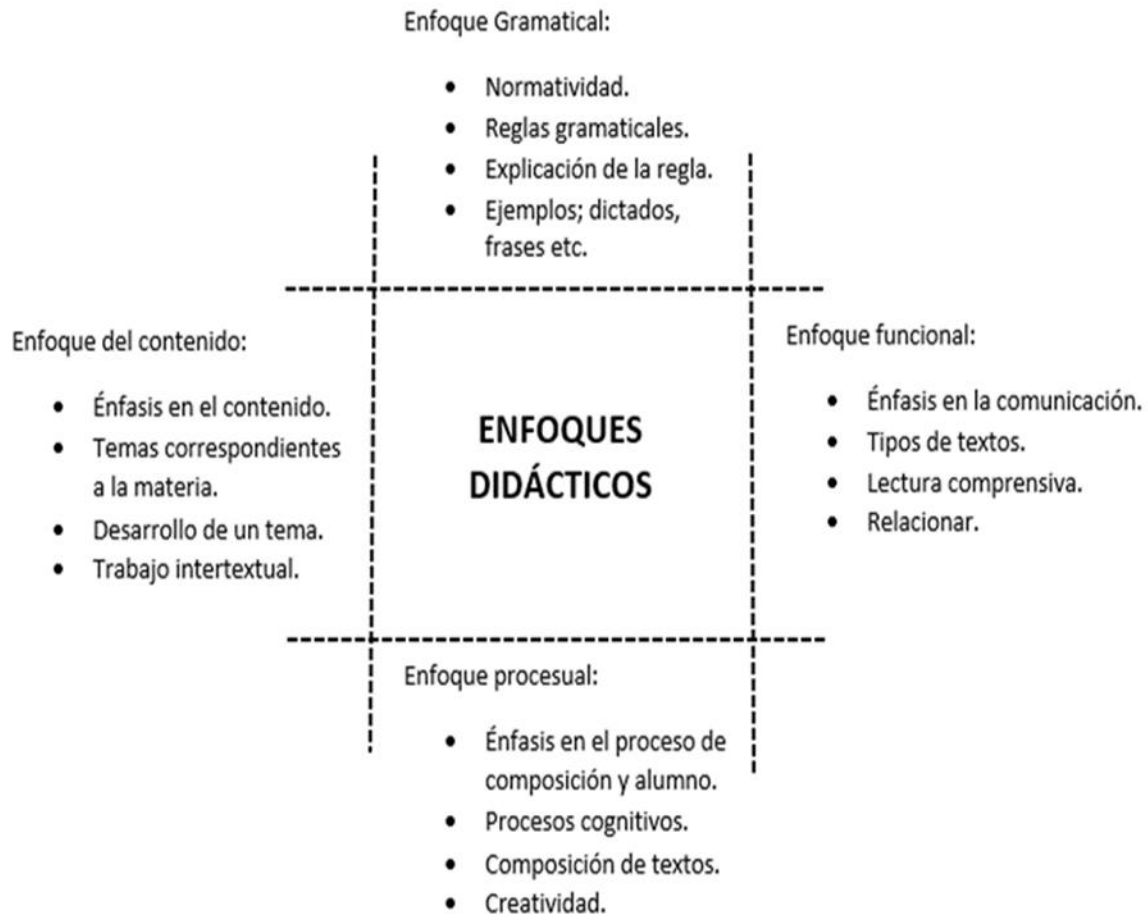 Enfoque Gramatical:
• Normatividad.
• Reglas gramaticales.
• Explicación de la regla.
• Ejemplos; dictados,
frases etc.
Enfoque del contenido:
• Énfasis en el contenido.
• Temas correspondientes
a la materia.
• Desarrollo de un tema.
• Trabajo intertextual.
ENFOQUES
DIDÁCTICOS
Enfoque funcional:
• Énfasis en la comunicación.
• Tipos de textos.
• Lectura comprensiva.
• Relacionar.
Enfoque procesual:
• Énfasis en el proceso de
composición y alumno.
• Procesos cognitivos.
• Composición de textos.
• Creatividad.